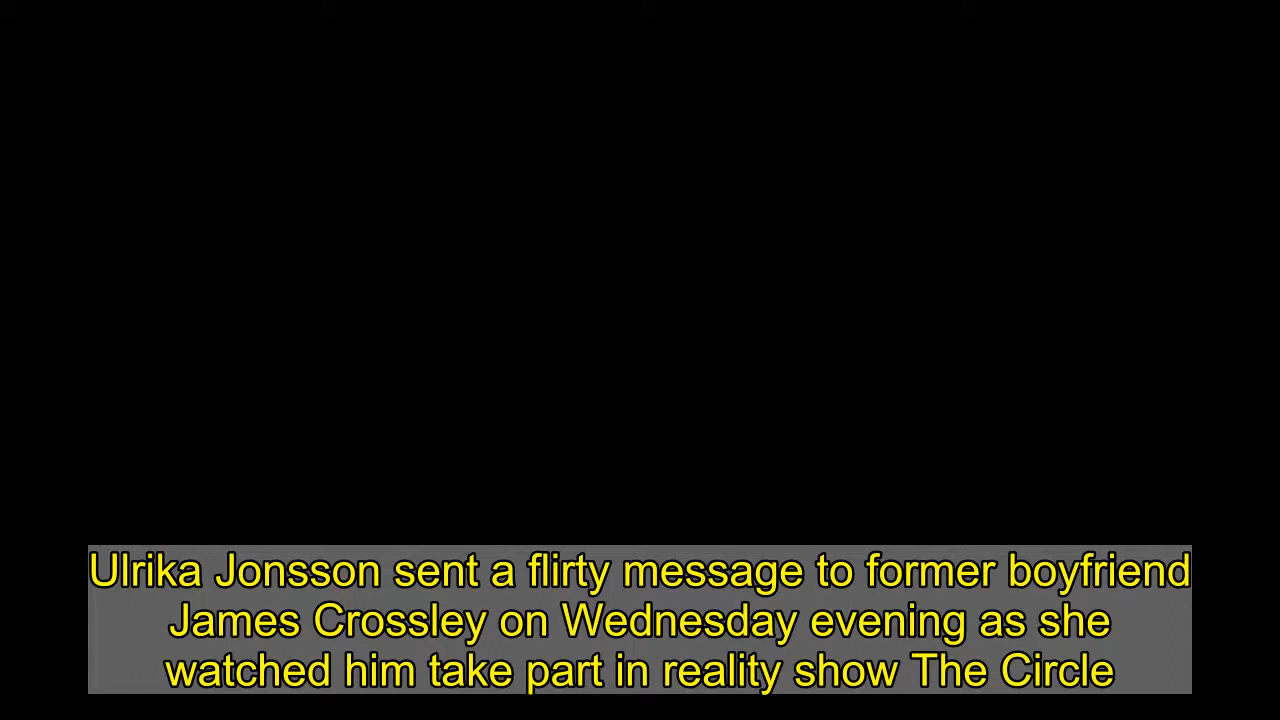 Ulrika Jonsson sent a flirty message to former boyfriend
James Crossley on Wednesday evening as she
watched him take part in reality show The Circle